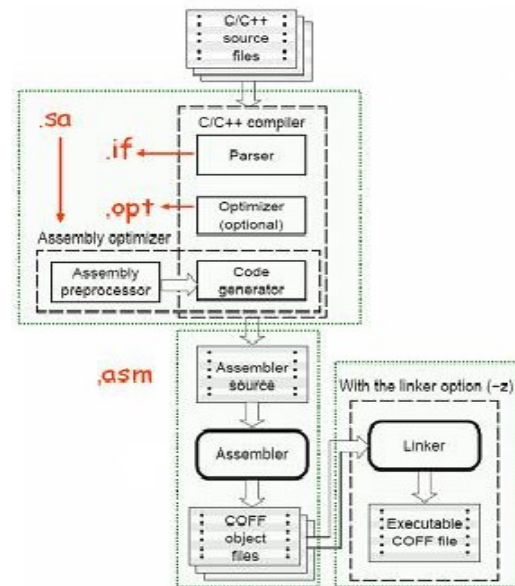 C/C++
source
files
.sa
C/C++ compiler
.if
Parser
.opt
Optimizer
(optional)
Assembly optimizer
Assembly
preprocessor
Code
generator
.asm
Assembler
source
With the linker option (-z)
Assembler
Linker
COFF
object
files
Executable
COFF file